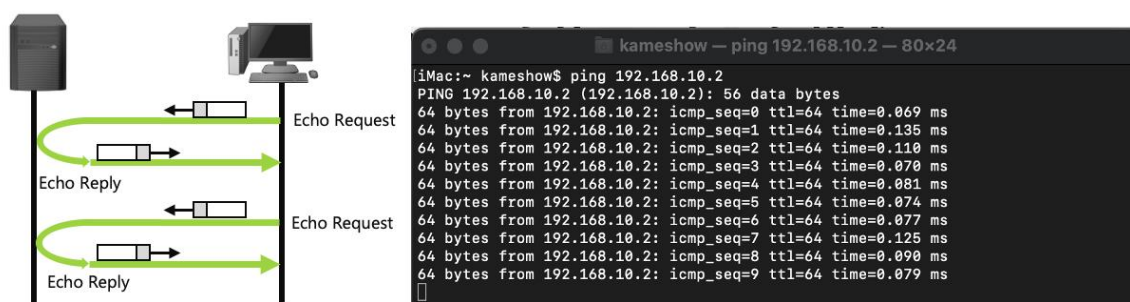 Echo Request
Echo Reply
Echo Request
Echo Reply
kameshow — ping 192.168.10.2 — 80×24
[iMac:~ kameshow$ ping 192.168.10.2
PING 192.168.10.2 (192.168.10.2): 56 data bytes
64 bytes from 192.168.10.2: icmp_seq=0 ttl=64 time=0.069 ms
64 bytes from 192.168.10.2: icmp_seq=1 ttl=64 time=0.135 ms
64 bytes from 192.168.10.2: icmp_seq=2 ttl=64 time=0.110 ms
64 bytes from 192.168.10.2: icmp_seq=3 ttl=64 time=0.070 ms
64 bytes from 192.168.10.2: icmp_seq=4 ttl=64 time=0.081 ms
64 bytes from 192.168.10.2: icmp_seq=5 ttl=64 time=0.074 ms
64 bytes from 192.168.10.2: icmp_seq=6 ttl=64 time=0.077 ms
64 bytes from 192.168.10.2: icmp_seq=7 ttl=64 time=0.125 ms
64 bytes from 192.168.10.2: icmp_seq=8 ttl=64 time=0.090 ms
64 bytes from 192.168.10.2: icmp_seq=9 ttl=64 time=0.079 ms